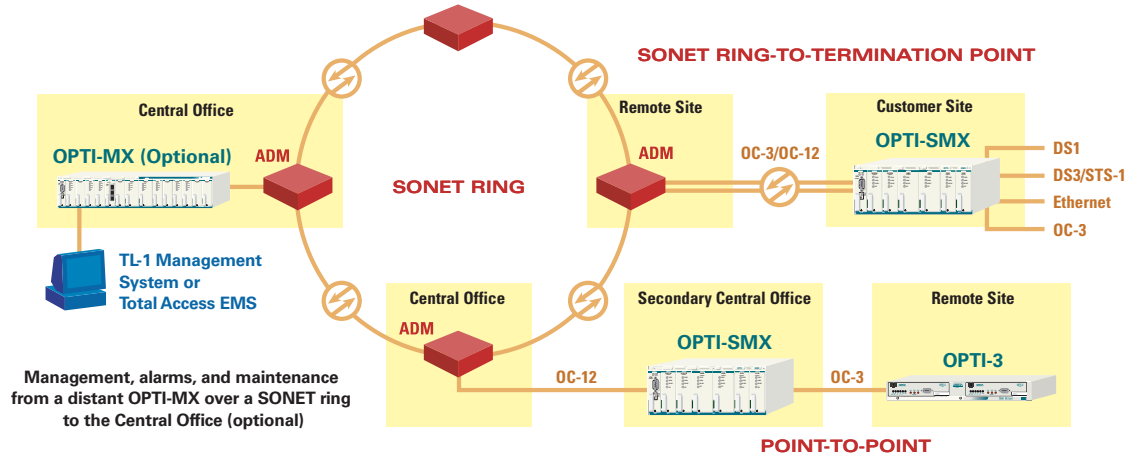 SONET RING-TO-TERMINATION POINT
Central Office
OPTI-MX (Optional)
ADM
SONET RING
Remote Site
ADM
OC-3/OC-12
Customer Site
OPTI-SMX
DS1
DS3/STS-1
Ethernet
OC-3
TL-1 Management
System or
Total Access EMS
Central Office
ADM
OC-12
Secondary Central Office
OPTI-SMX
OC-3
Remote Site
OPTI-3
Management, alarms, and maintenance
from a distant OPTI-MX over a SONET ring
to the Central Office (optional)
POINT-TO-POINT